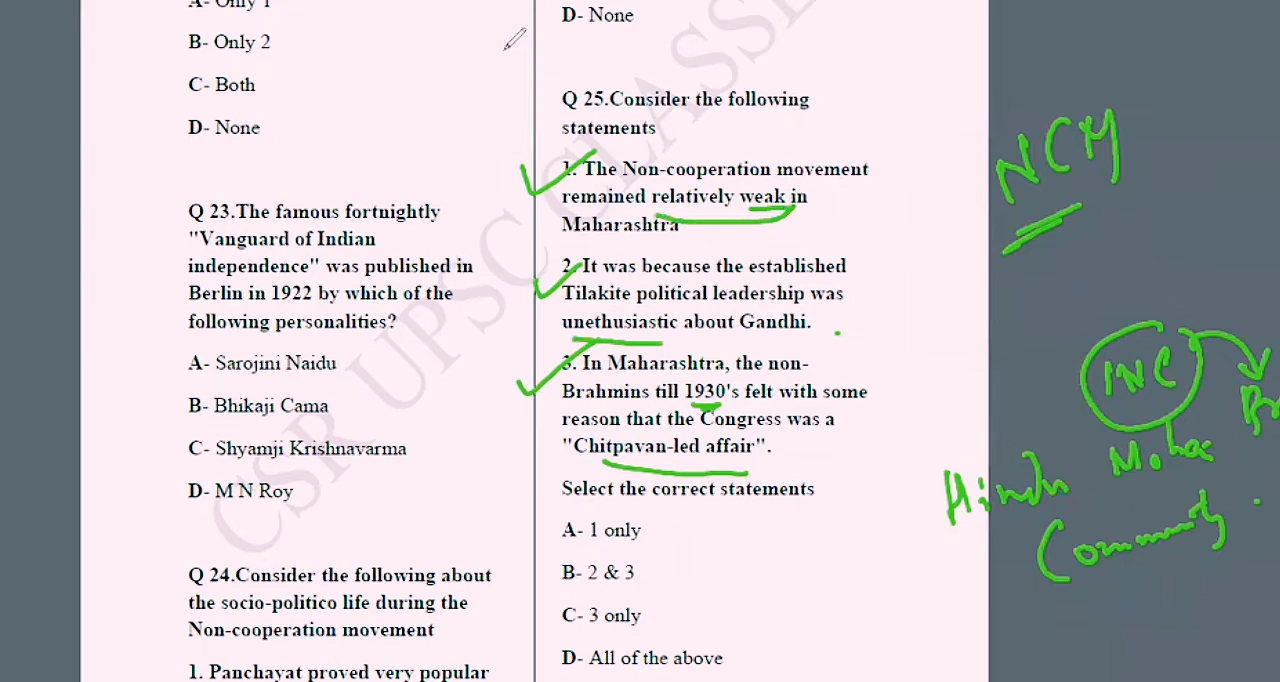 A- Only 1
B- Only 2
C- Both
D- None
Q 23.The famous fortnightly
"Vanguard of Indian
independence" was published in
Berlin in 1922 by which of the
following personalities?
A- Sarojini Naidu
B- Bhikaji Cama
C- Shyamji Krishnavarma
D- M N Roy
Q 24.Consider the following about
the socio-politico life during the
Non-cooperation movement
1. Panchayat proved very popular
D- None
Q 25.Consider the following
statements
1. The Non-cooperation movement
remained relatively weak in
Maharashtra
2. It was because the established
Tilakite political leadership was
unethusiastic about Gandhi.
3. In Maharashtra, the non-
Brahmins till 1930's felt with some
reason that the Congress was a
"Chitpavan-led affair".
Select the correct statements
A- 1 only
B- 2 & 3
C- 3 only
D- All of the above
CSR UPSC CLASSES
NCM
INC
Hindu
Community